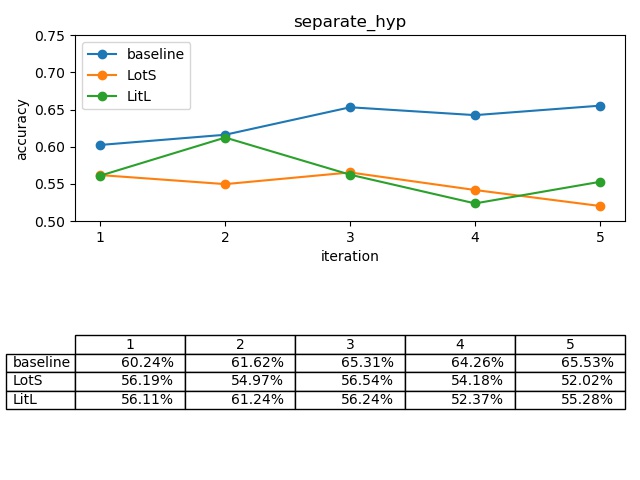 separate_hyp
0.75
0.70
0.65
0.60
0.55
0.50
accuracy
baseline
LotS
LitL
1 2 3 4 5
iteration
1 2 3 4 5
baseline 60.24% 61.62% 65.31% 64.26% 65.53%
LotS 56.19% 54.97% 56.54% 54.18% 52.02%
LitL 56.11% 61.24% 56.24% 52.37% 55.28%